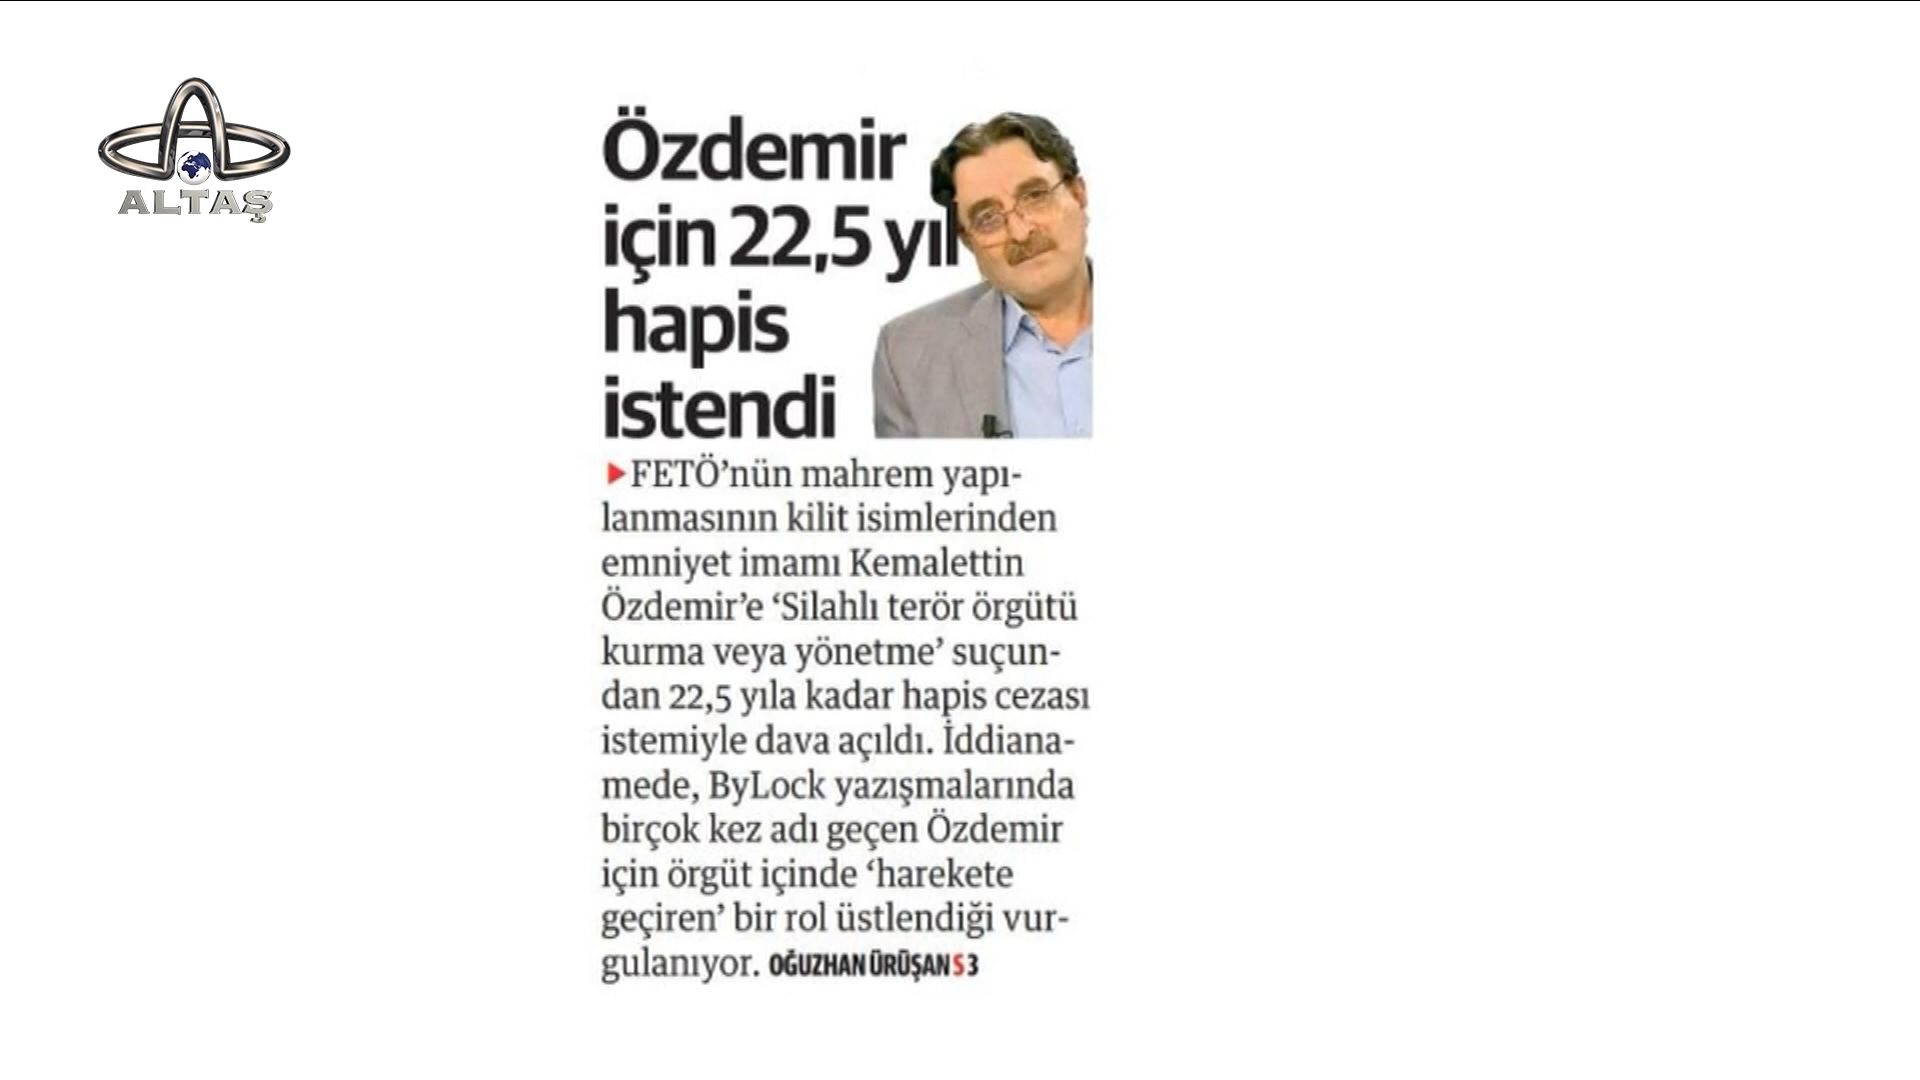 ALTAŞ
Özdemir
için 22,5 yıl
hapis
istendi
▶FETÖ’nün mahrem yapı-
lanmasının kilit isimlerinden
emniyet imamı Kemalettin
Özdemir’e ‘Silahlı terör örgütü
kurma veya yönetme’ suçun-
dan 22,5 yıla kadar hapis cezası
istemiyle dava açıldı. İddiana-
mede, ByLock yazışmalarında
birçok kez adı geçen Özdemir
için örgüt içinde ‘harekete
geçiren’ bir rol üstlendiği vur-
gulanıyor. OĞUZHAN ÜRÜŞAN S3